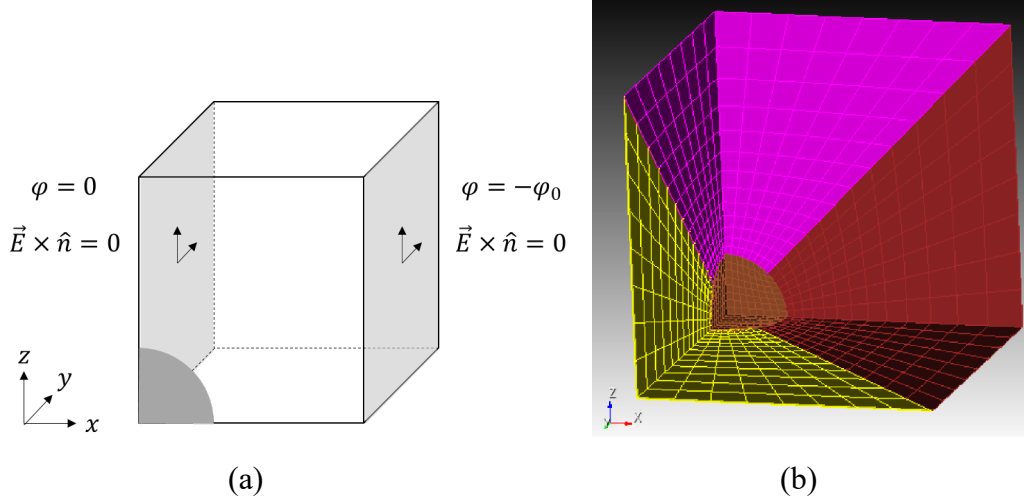 φ = 0
E⃗ × n̂ = 0
φ = −φ₀
E⃗ × n̂ = 0
z
y
x
Z
Y
X
(a)
(b)